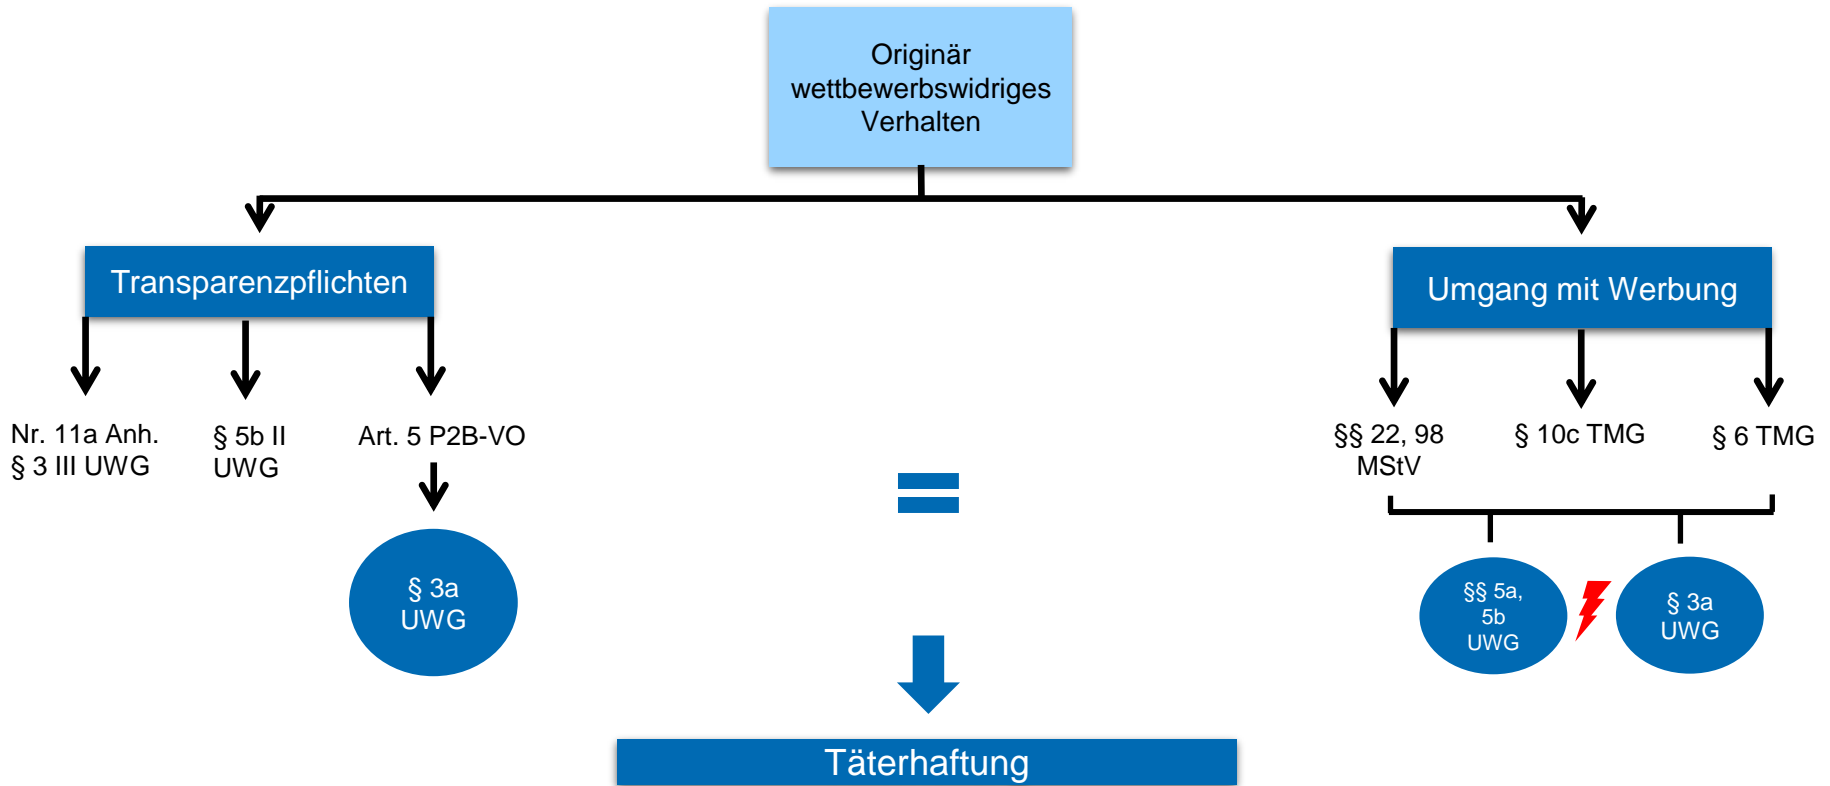 Originär
wettbewerbswidriges
Verhalten
Transparenzpflichten
Umgang mit Werbung
Nr. 11a Anh.
§ 3 III UWG
§ 5b II
UWG
Art. 5 P2B-VO
§§ 22, 98
MStV
§ 10c TMG
§ 6 TMG
§ 3a
UWG
§§ 5a,
5b
UWG
§ 3a
UWG
Täterhaftung